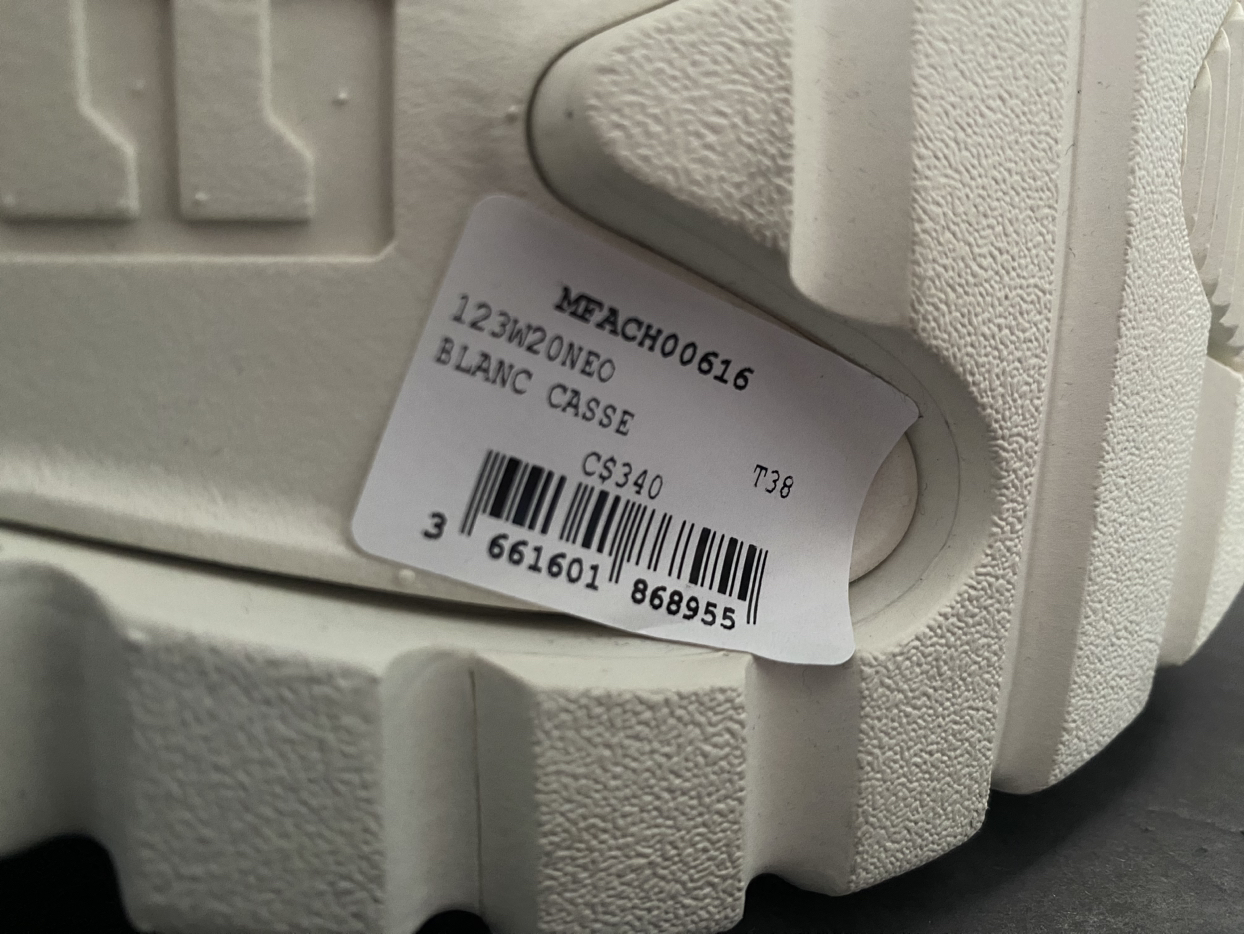 MFACH00616
123W20NEO
BLANC CASSE
C$340 T38
3 661601 868955